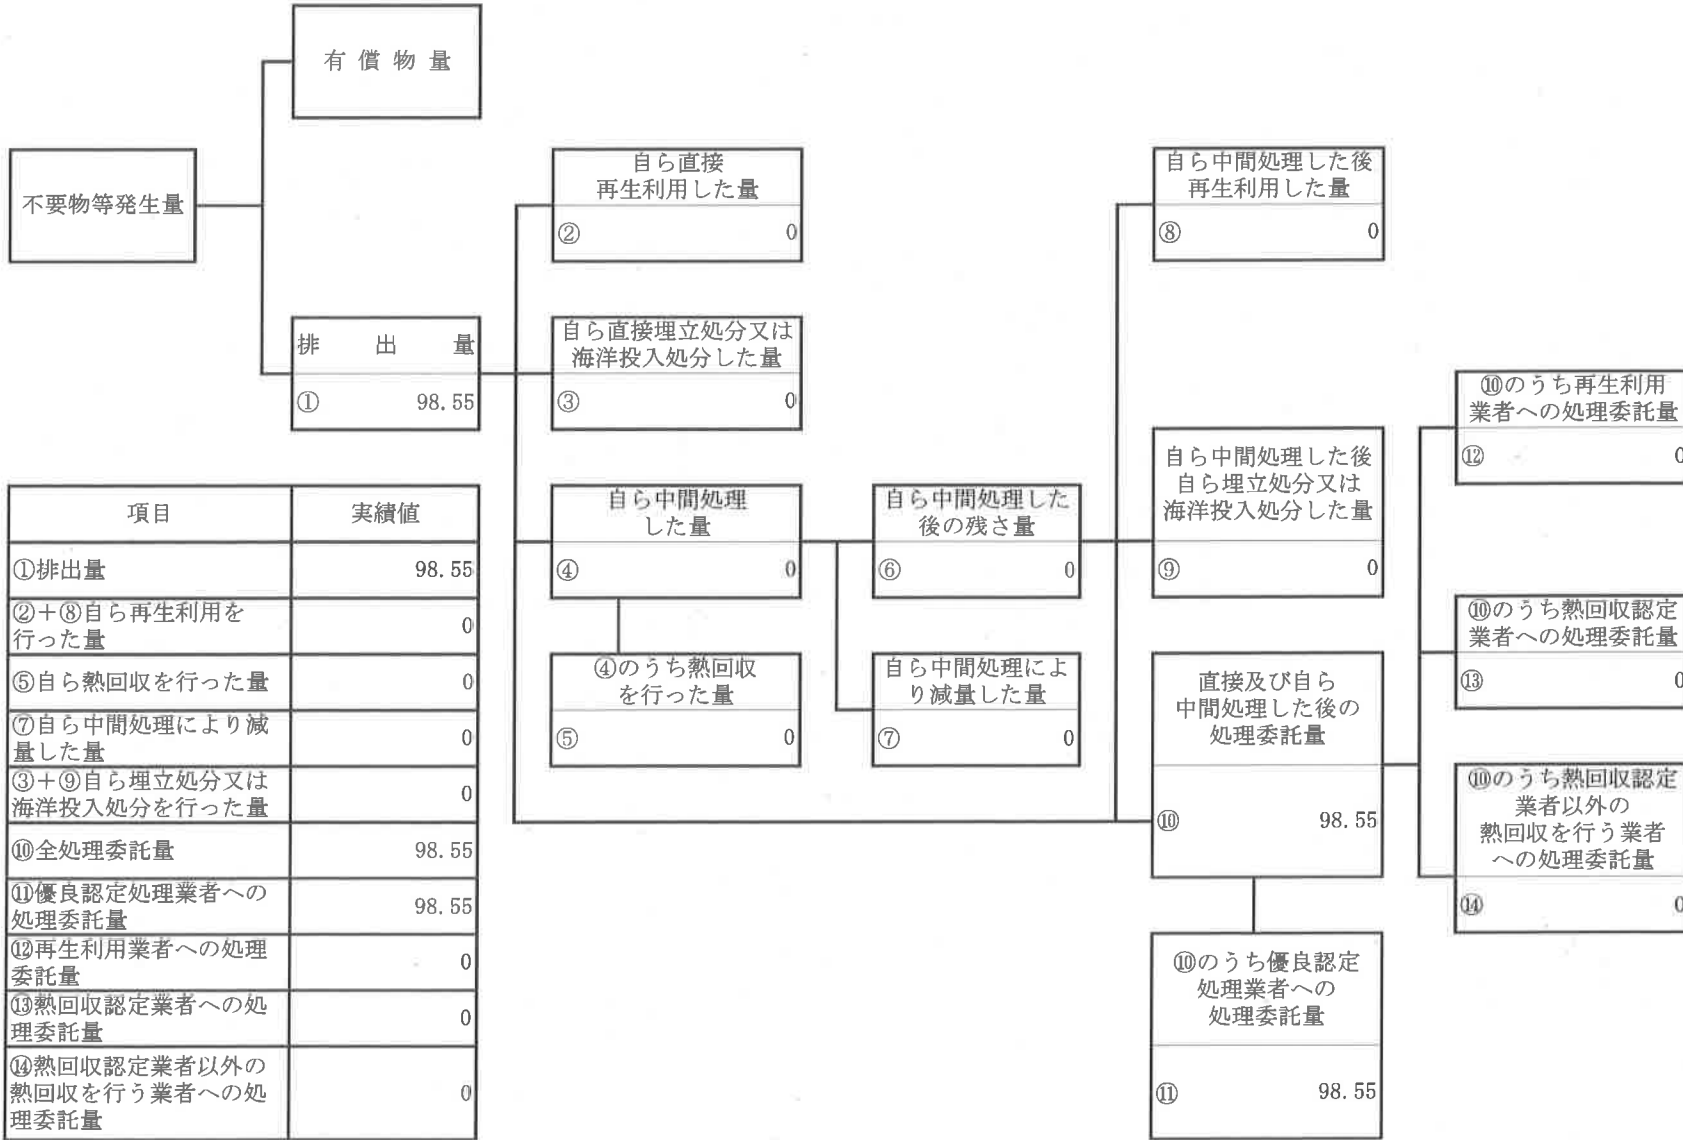 有償物量
不要物等発生量
排出量
① 98.55
自ら直接
再生利用した量
② 0
自ら直接埋立処分又は
海洋投入処分した量
③ 0
自ら中間処理
した量
④ 0
④のうち熱回収
を行った量
⑤ 0
自ら中間処理した
後の残さ量
⑥ 0
自ら中間処理によ
り減量した量
⑦ 0
自ら中間処理した後
再生利用した量
⑧ 0
自ら中間処理した後
自ら埋立処分又は
海洋投入処分した量
⑨ 0
直接及び自ら
中間処理した後の
処理委託量
⑩ 98.55
⑩のうち優良認定
処理業者への
処理委託量
⑪ 98.55
⑩のうち再生利用
業者への処理委託量
⑫ 0
⑩のうち熱回収認定
業者への処理委託量
⑬ 0
⑩のうち熱回収認定
業者以外の
熱回収を行う業者
への処理委託量
⑭ 0
項目 実績値
①排出量 98.55
②+⑧自ら再生利用を
行った量 0
⑤自ら熱回収を行った量 0
⑦自ら中間処理により減
量した量 0
③+⑨自ら埋立処分又は
海洋投入処分を行った量 0
⑩全処理委託量 98.55
⑪優良認定処理業者への
処理委託量 98.55
⑫再生利用業者への処理
委託量 0
⑬熱回収認定業者への処
理委託量 0
⑭熱回収認定業者以外の
熱回収を行う業者への処
理委託量 0